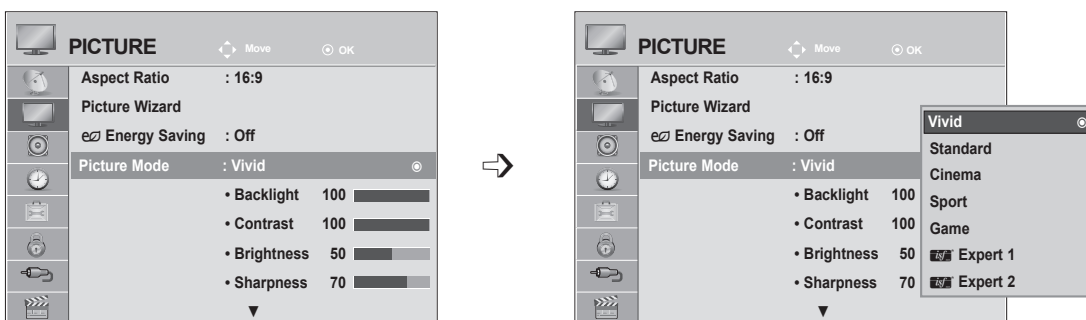 PICTURE Move OK
Aspect Ratio : 16:9
Picture Wizard
Energy Saving : Off
Picture Mode : Vivid
• Backlight 100
• Contrast 100
• Brightness 50
• Sharpness 70
PICTURE Move OK
Aspect Ratio : 16:9
Picture Wizard
Energy Saving : Off
Picture Mode : Vivid
• Backlight 100
• Contrast 100
• Brightness 50
• Sharpness 70
Vivid
Standard
Cinema
Sport
Game
isf Expert 1
isf Expert 2